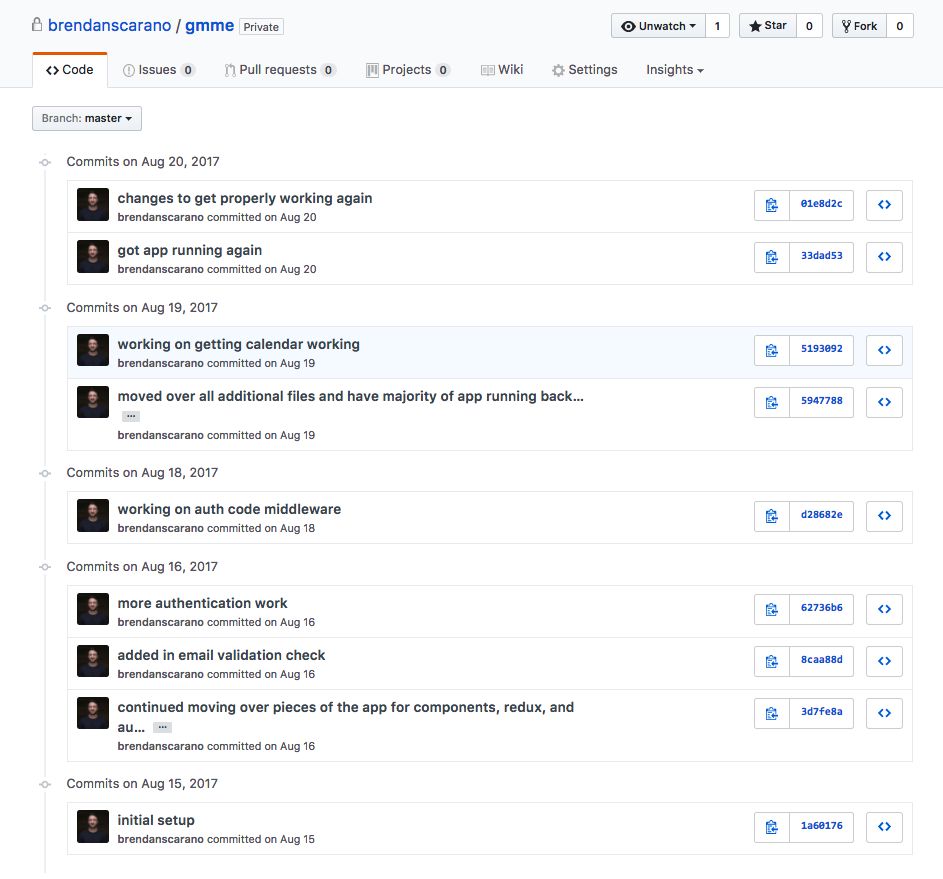 brendanscarano / gmme Private
Unwatch 1 Star 0 Fork 0
Code Issues 0 Pull requests 0 Projects 0 Wiki Settings Insights
Branch: master
Commits on Aug 20, 2017
changes to get properly working again
brendanscarano committed on Aug 20
01e8d2c
got app running again
brendanscarano committed on Aug 20
33dad53
Commits on Aug 19, 2017
working on getting calendar working
brendanscarano committed on Aug 19
5193092
moved over all additional files and have majority of app running back…
…
brendanscarano committed on Aug 19
5947788
Commits on Aug 18, 2017
working on auth code middleware
brendanscarano committed on Aug 18
d28682e
Commits on Aug 16, 2017
more authentication work
brendanscarano committed on Aug 16
62736b6
added in email validation check
brendanscarano committed on Aug 16
8caa88d
continued moving over pieces of the app for components, redux, and
au… …
brendanscarano committed on Aug 16
3d7fe8a
Commits on Aug 15, 2017
initial setup
brendanscarano committed on Aug 15
1a60176